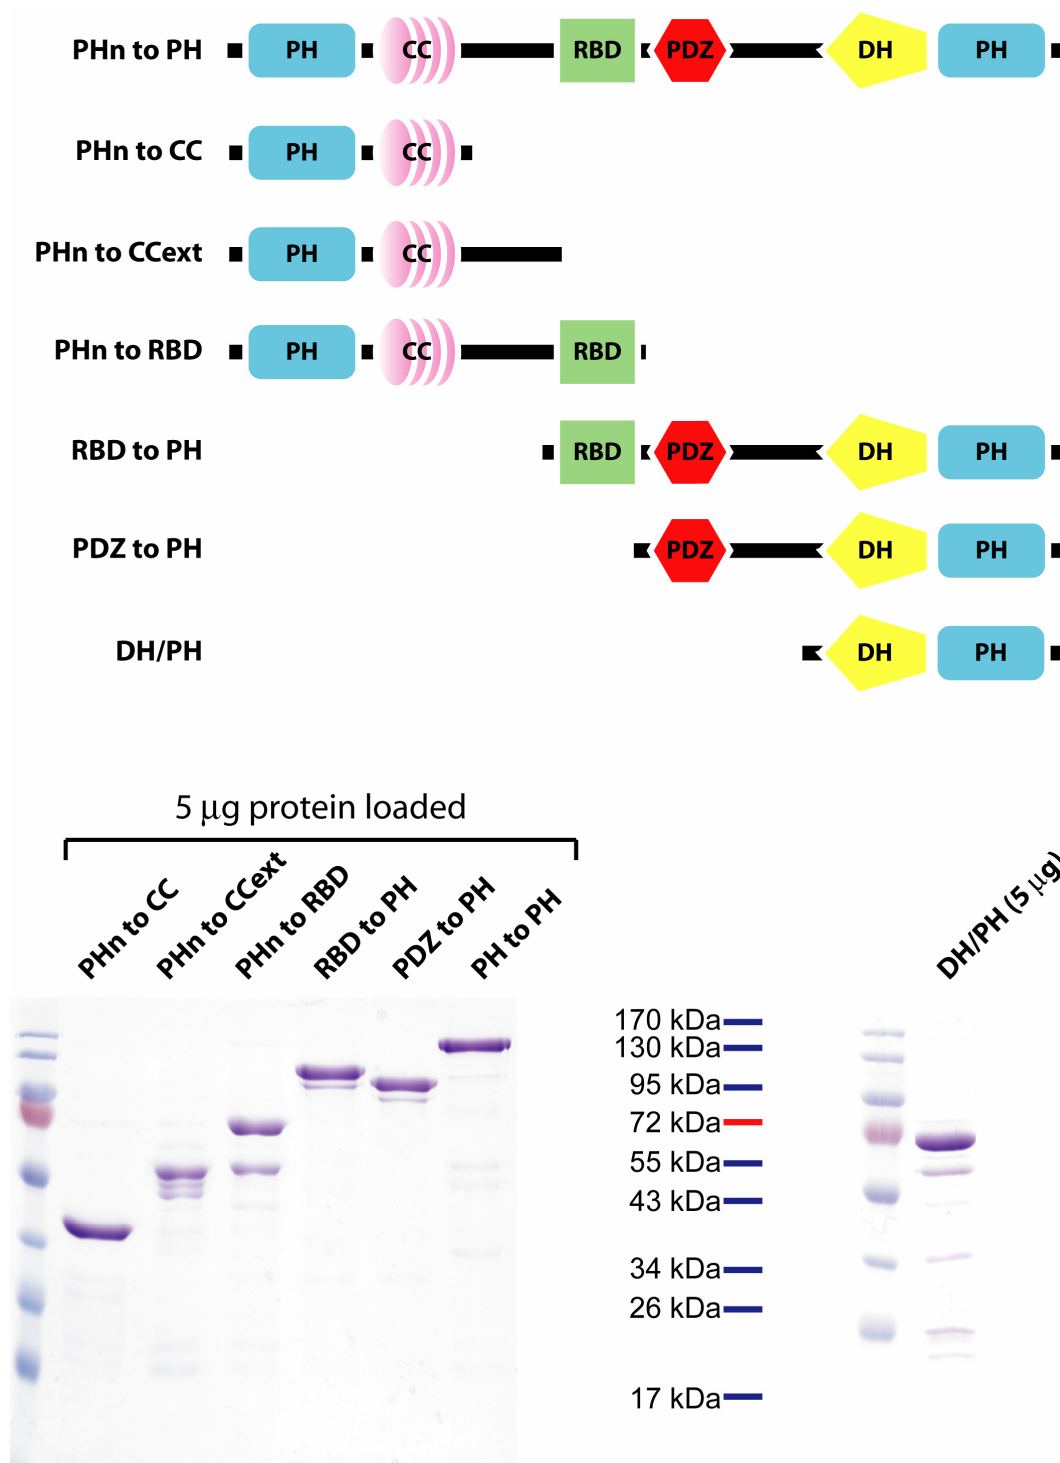 PHn to PH PH CC RBD PDZ DH PH
PHn to CC PH CC
PHn to CCext PH CC
PHn to RBD PH CC RBD
RBD to PH RBD PDZ DH PH
PDZ to PH PDZ DH PH
DH/PH DH PH
5 μg protein loaded
PHn to CC
PHn to CCext
PHn to RBD
RBD to PH
PDZ to PH
PH to PH
DH/PH (5 μg)
170 kDa
130 kDa
95 kDa
72 kDa
55 kDa
43 kDa
34 kDa
26 kDa
17 kDa